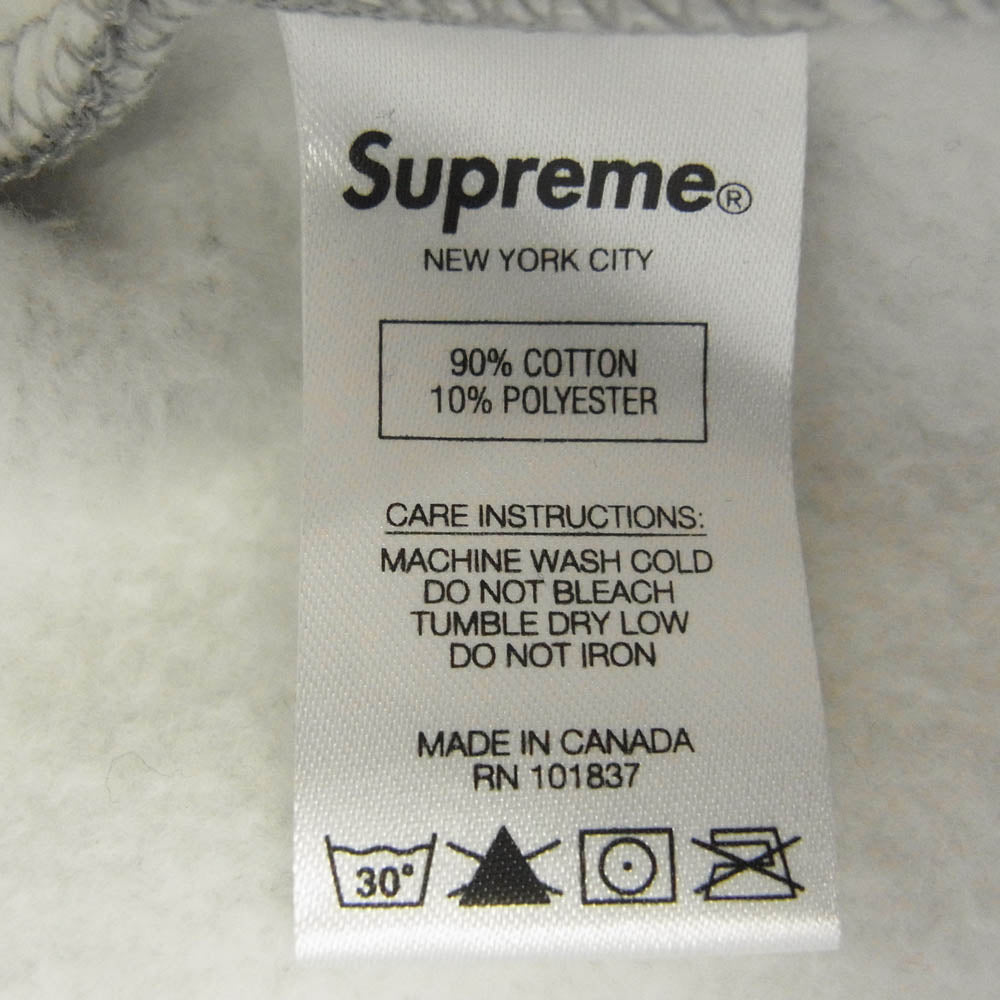 Supreme®
NEW YORK CITY
90% COTTON
10% POLYESTER
CARE INSTRUCTIONS:
MACHINE WASH COLD
DO NOT BLEACH
TUMBLE DRY LOW
DO NOT IRON
MADE IN CANADA
RN 101837
30°